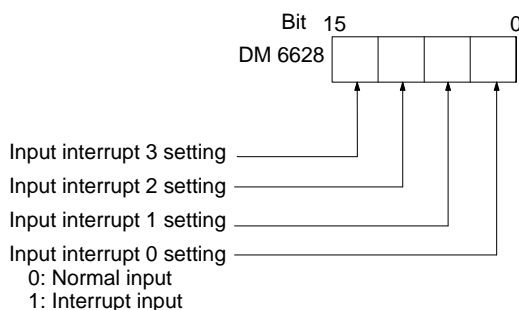 Bit 15 0
DM 6628
Input interrupt 3 setting
Input interrupt 2 setting
Input interrupt 1 setting
Input interrupt 0 setting
0: Normal input
1: Interrupt input